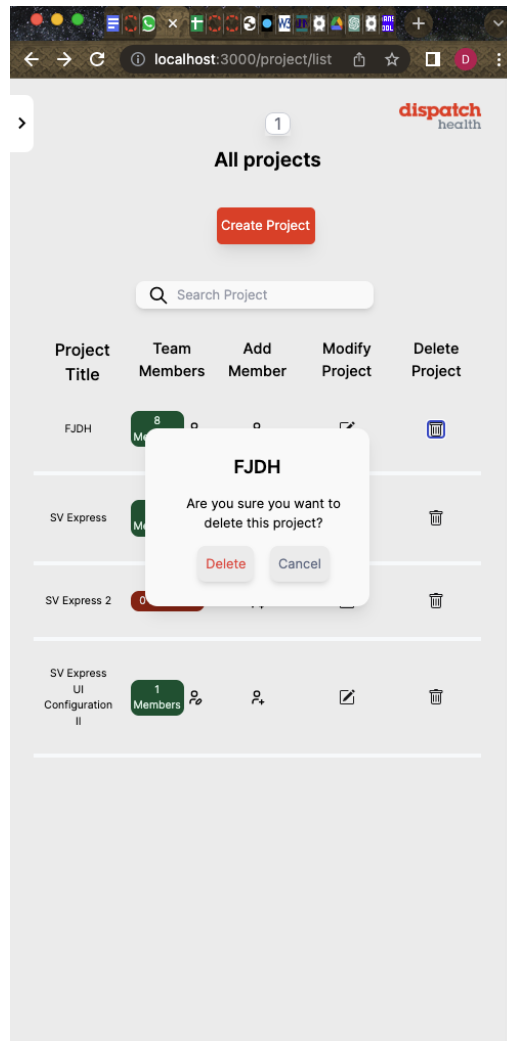 localhost:3000/project/list
D
dispatch
health
1
All projects
Create Project
Search Project
Project
Title
Team
Members
Add
Member
Modify
Project
Delete
Project
FJDH
8
FJDH
Are you sure you want to
delete this project?
Delete
Cancel
SV Express
SV Express 2
0
SV Express
UI
Configuration
II
1
Members